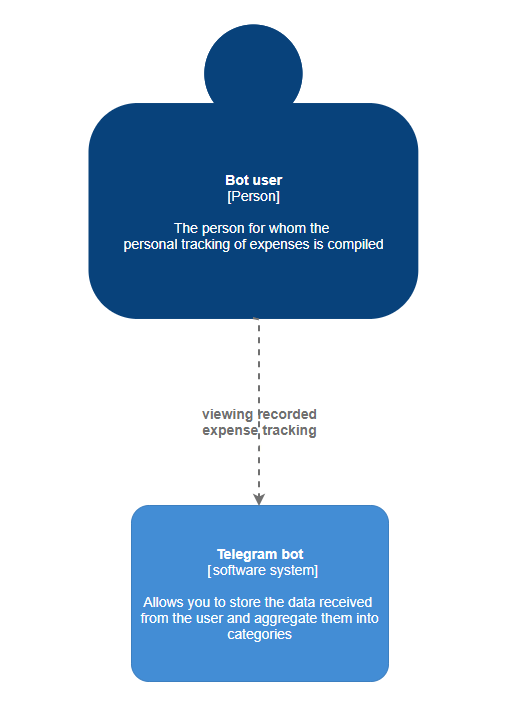 Bot user
[Person]
The person for whom the
personal tracking of expenses is compiled
viewing recorded
expense tracking
Telegram bot
[software system]
Allows you to store the data received
from the user and aggregate them into
categories